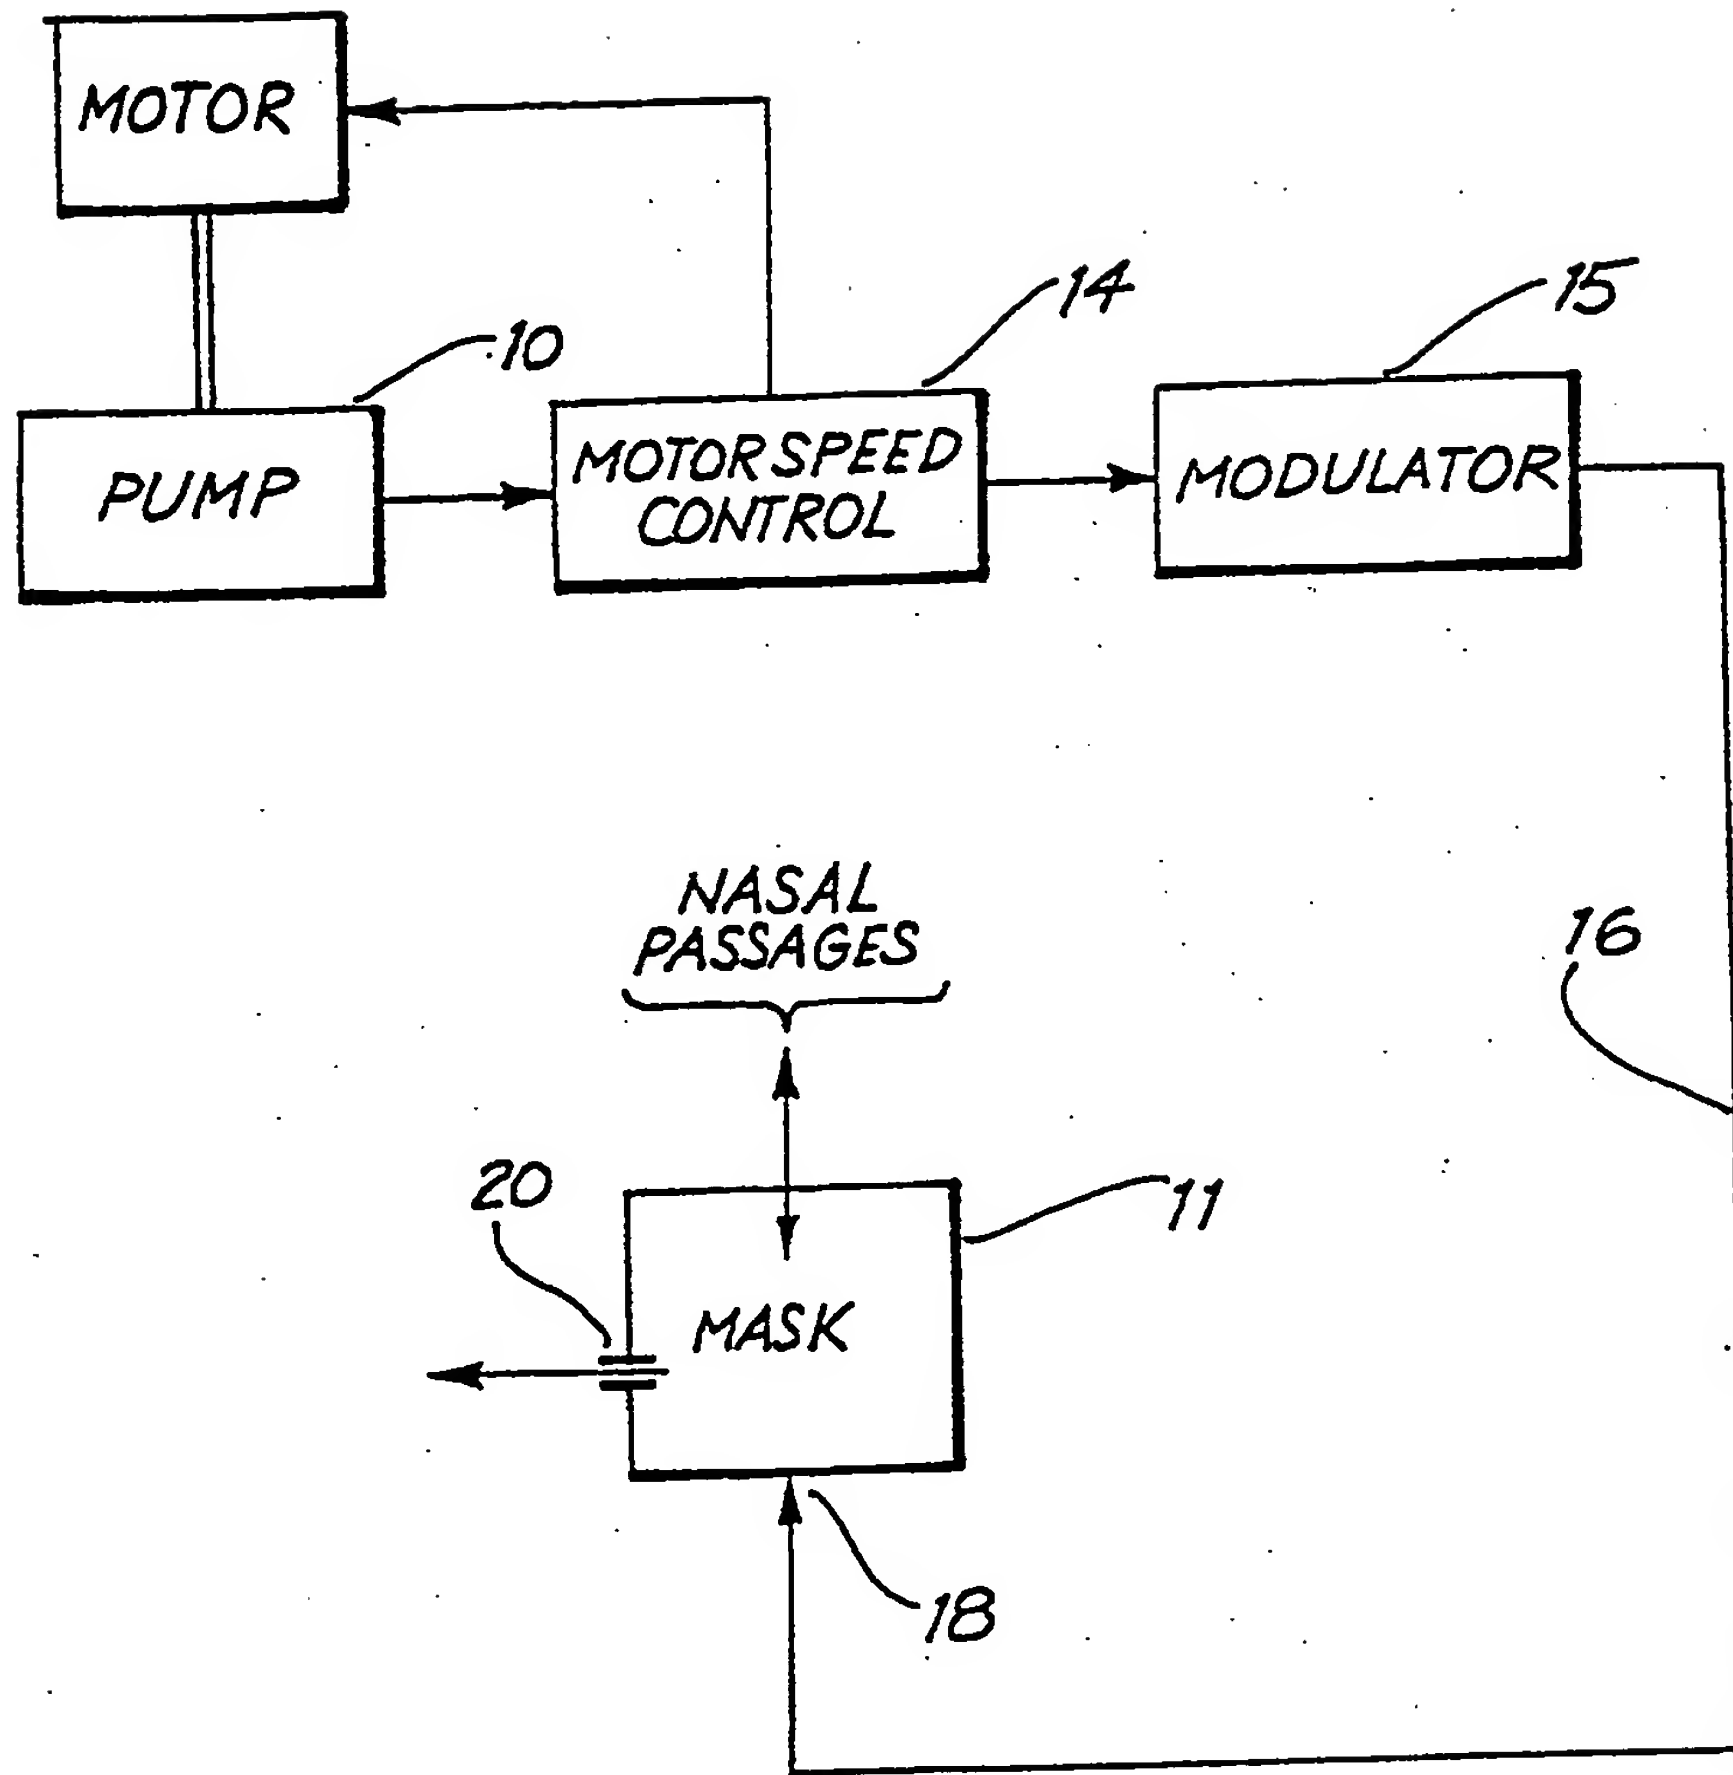 MOTOR
14
15
10
PUMP
MOTOR SPEED
CONTROL
MODULATOR
NASAL
PASSAGES
16
20
11
MASK
18